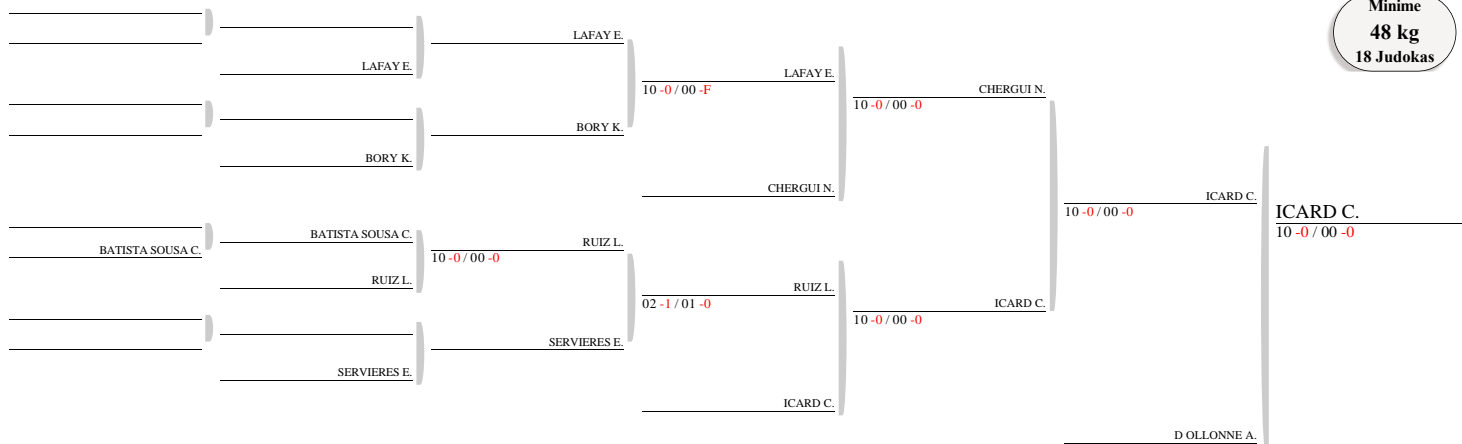 Minime
48 kg
18 Judokas
LAFAY E.
LAFAY E.
LAFAY E.
10 -0 / 00 -F
CHERGUI N.
10 -0 / 00 -0
BORY K.
BORY K.
CHERGUI N.
ICARD C.
10 -0 / 00 -0
ICARD C.
10 -0 / 00 -0
BATISTA SOUSA C.
BATISTA SOUSA C.
RUIZ L.
10 -0 / 00 -0
RUIZ L.
RUIZ L.
02 -1 / 01 -0
ICARD C.
10 -0 / 00 -0
SERVIERES E.
SERVIERES E.
ICARD C.
D OLLONNE A.